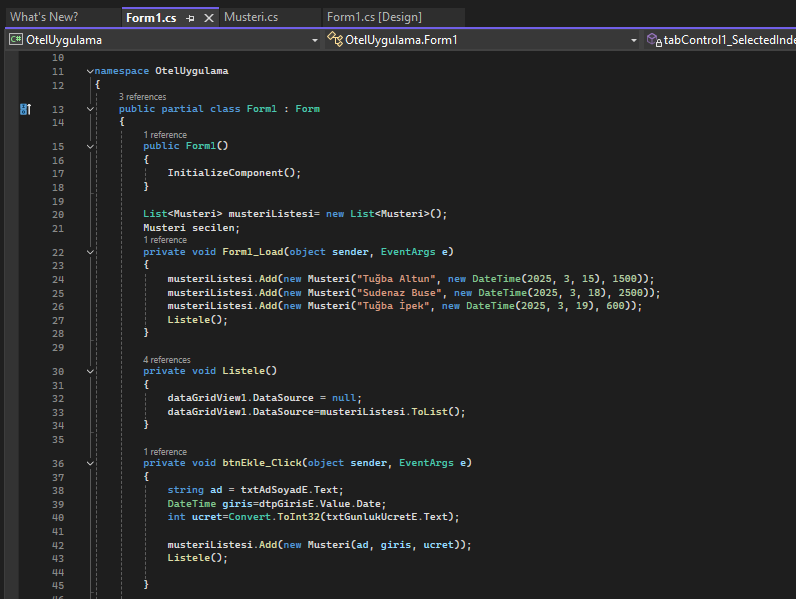 What's New? Form1.cs Musteri.cs Form1.cs [Design]
C# OtelUygulama OtelUygulama.Form1 tabControl1_SelectedInde
10
11 namespace OtelUygulama
12 {
3 references
13 public partial class Form1 : Form
14 {
1 reference
15 public Form1()
16 {
17 InitializeComponent();
18 }
19
20 List<Musteri> musteriListesi= new List<Musteri>();
21 Musteri secilen;
1 reference
22 private void Form1_Load(object sender, EventArgs e)
23 {
24 musteriListesi.Add(new Musteri("Tuğba Altun", new DateTime(2025, 3, 15), 1500));
25 musteriListesi.Add(new Musteri("Sudenaz Buse", new DateTime(2025, 3, 18), 2500));
26 musteriListesi.Add(new Musteri("Tuğba İpek", new DateTime(2025, 3, 19), 600));
27 Listele();
28 }
29
4 references
30 private void Listele()
31 {
32 dataGridView1.DataSource = null;
33 dataGridView1.DataSource=musteriListesi.ToList();
34 }
35
1 reference
36 private void btnEkle_Click(object sender, EventArgs e)
37 {
38 string ad = txtAdSoyadE.Text;
39 DateTime giris=dtpGirisE.Value.Date;
40 int ucret=Convert.ToInt32(txtGunlukUcretE.Text);
41
42 musteriListesi.Add(new Musteri(ad, giris, ucret));
43 Listele();
44
45 }